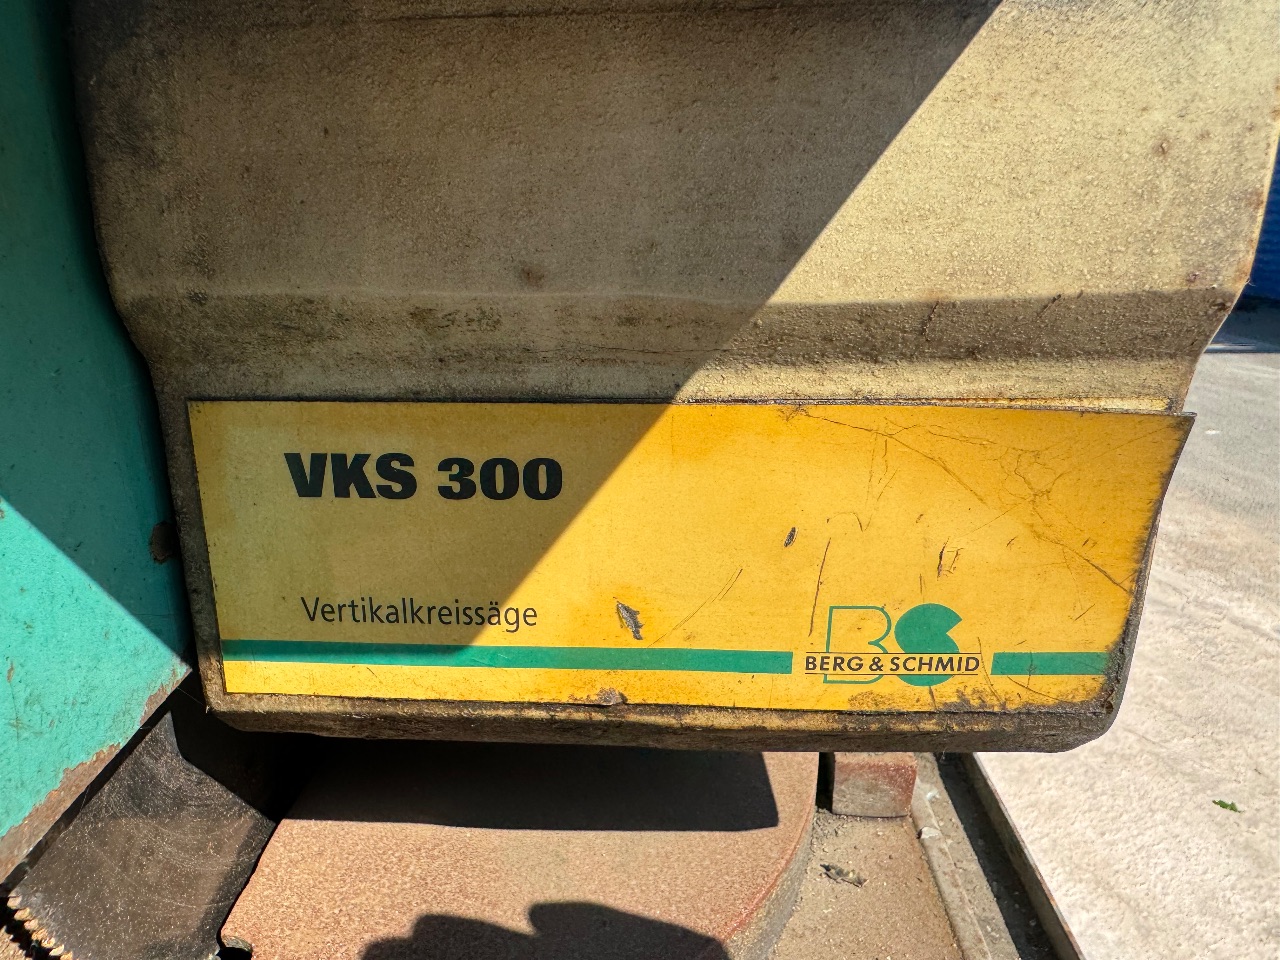 VKS 300
Vertikalkreissäge
BS
BERG & SCHMID